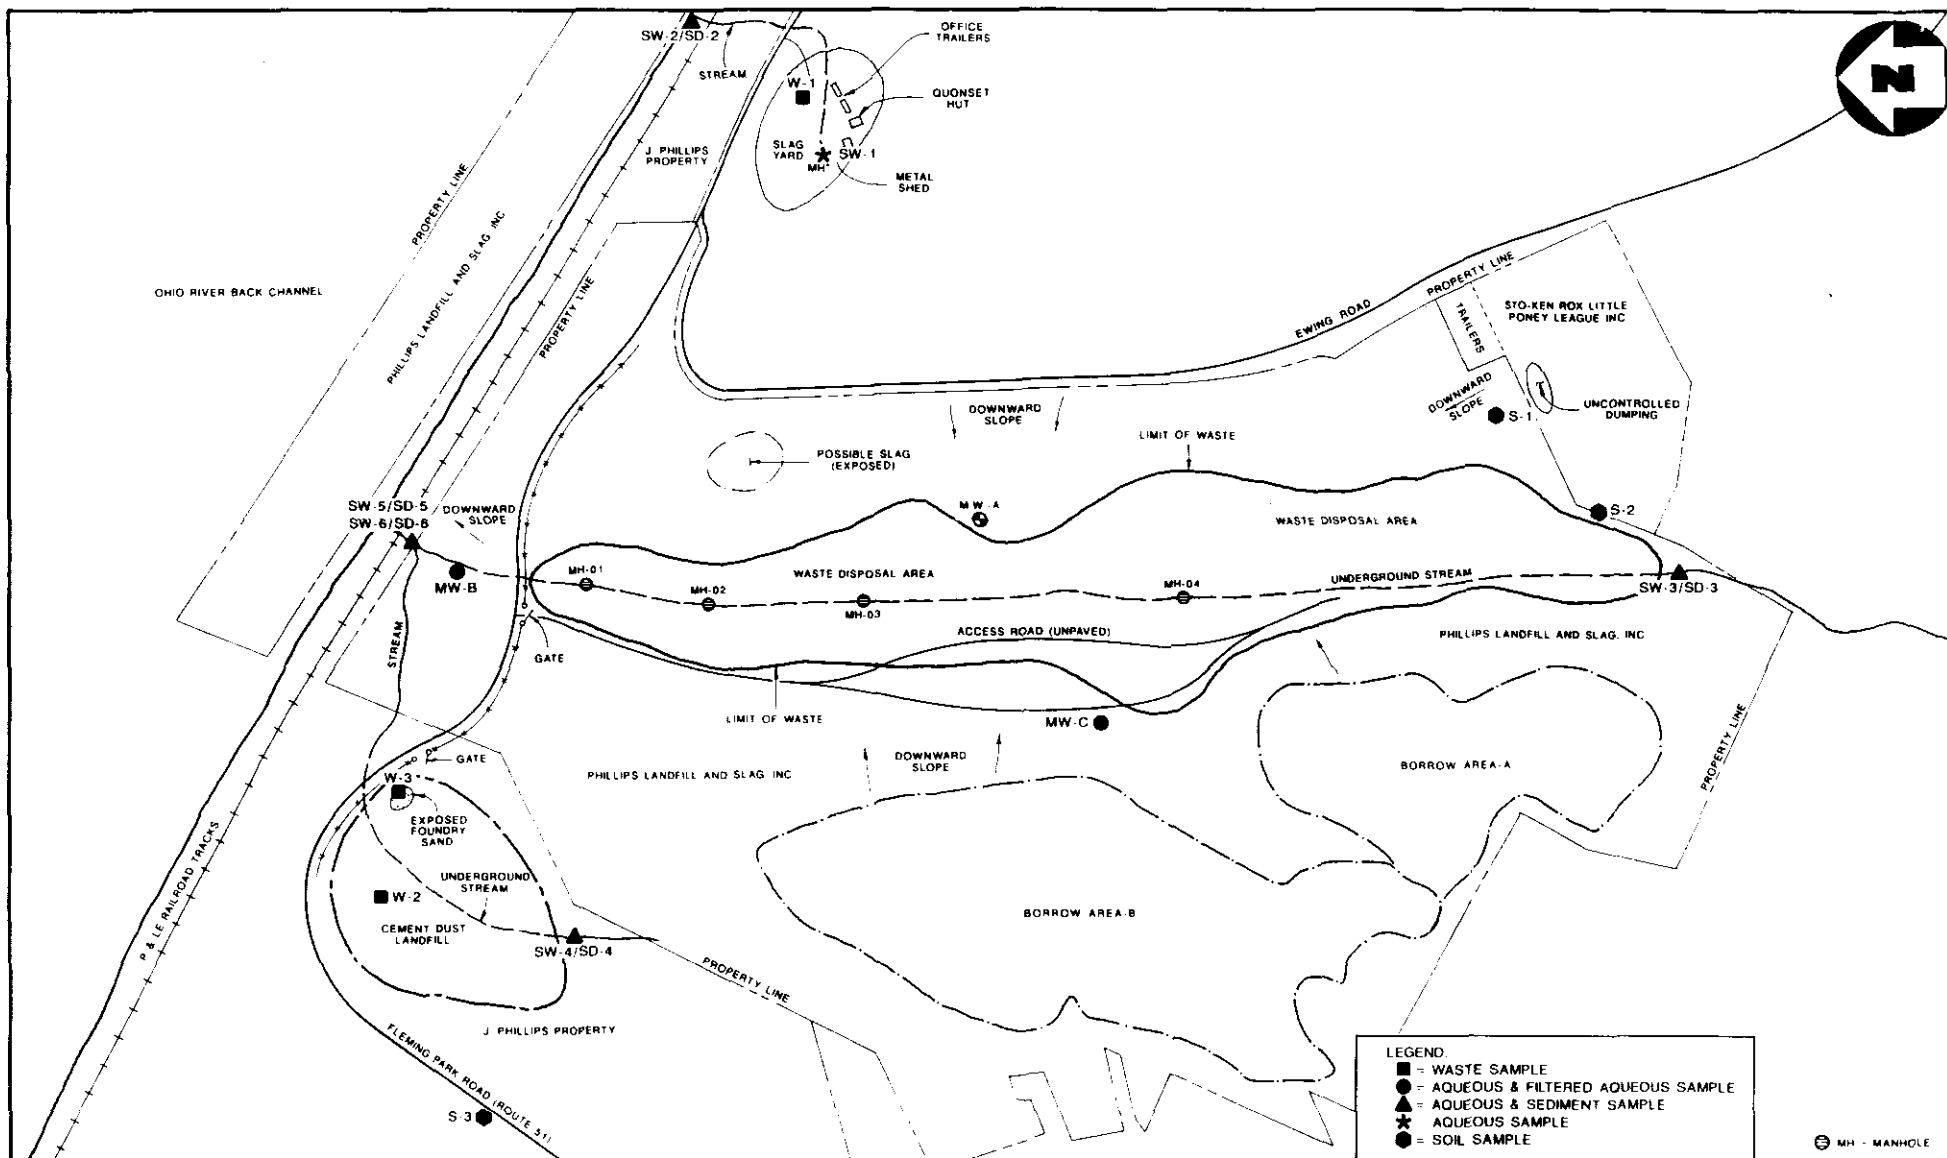 SW-2/SD-2
OFFICE
TRAILERS
STREAM
W-1
QUONSET
HUT
N
SLAG
YARD
SW-1
MH
METAL
SHED
J PHILLIPS
PROPERTY
PROPERTY LINE
PHILLIPS LANDFILL AND SLAG INC
OHIO RIVER BACK CHANNEL
PROPERTY LINE
EWING ROAD
PROPERTY LINE
STO-KEN ROX LITTLE
PONEY LEAGUE INC
TRAILERS
DOWNWARD
SLOPE
S-1
UNCONTROLLED
DUMPING
DOWNWARD
SLOPE
LIMIT OF WASTE
POSSIBLE SLAG
(EXPOSED)
SW-5/SD-5
SW-6/SD-6
DOWNWARD
SLOPE
MW-A
WASTE DISPOSAL AREA
S-2
MW-B
MH-01
MH-02
WASTE DISPOSAL AREA
MH-03
MH-04
UNDERGROUND STREAM
SW-3/SD-3
STREAM
GATE
ACCESS ROAD (UNPAVED)
PHILLIPS LANDFILL AND SLAG. INC
LIMIT OF WASTE
MW-C
PROPERTY LINE
GATE
PHILLIPS LANDFILL AND SLAG INC
DOWNWARD
SLOPE
BORROW AREA-A
W-3
EXPOSED
FOUNDRY
SAND
P & LE RAILROAD TRACKS
UNDERGROUND
STREAM
W-2
CEMENT DUST
LANDFILL
SW-4/SD-4
BORROW AREA-B
PROPERTY LINE
J PHILLIPS PROPERTY
FLEMING PARK ROAD (ROUTE 51)
S-3
LEGEND.
= WASTE SAMPLE
= AQUEOUS & FILTERED AQUEOUS SAMPLE
= AQUEOUS & SEDIMENT SAMPLE
AQUEOUS SAMPLE
= SOIL SAMPLE
MH - MANHOLE